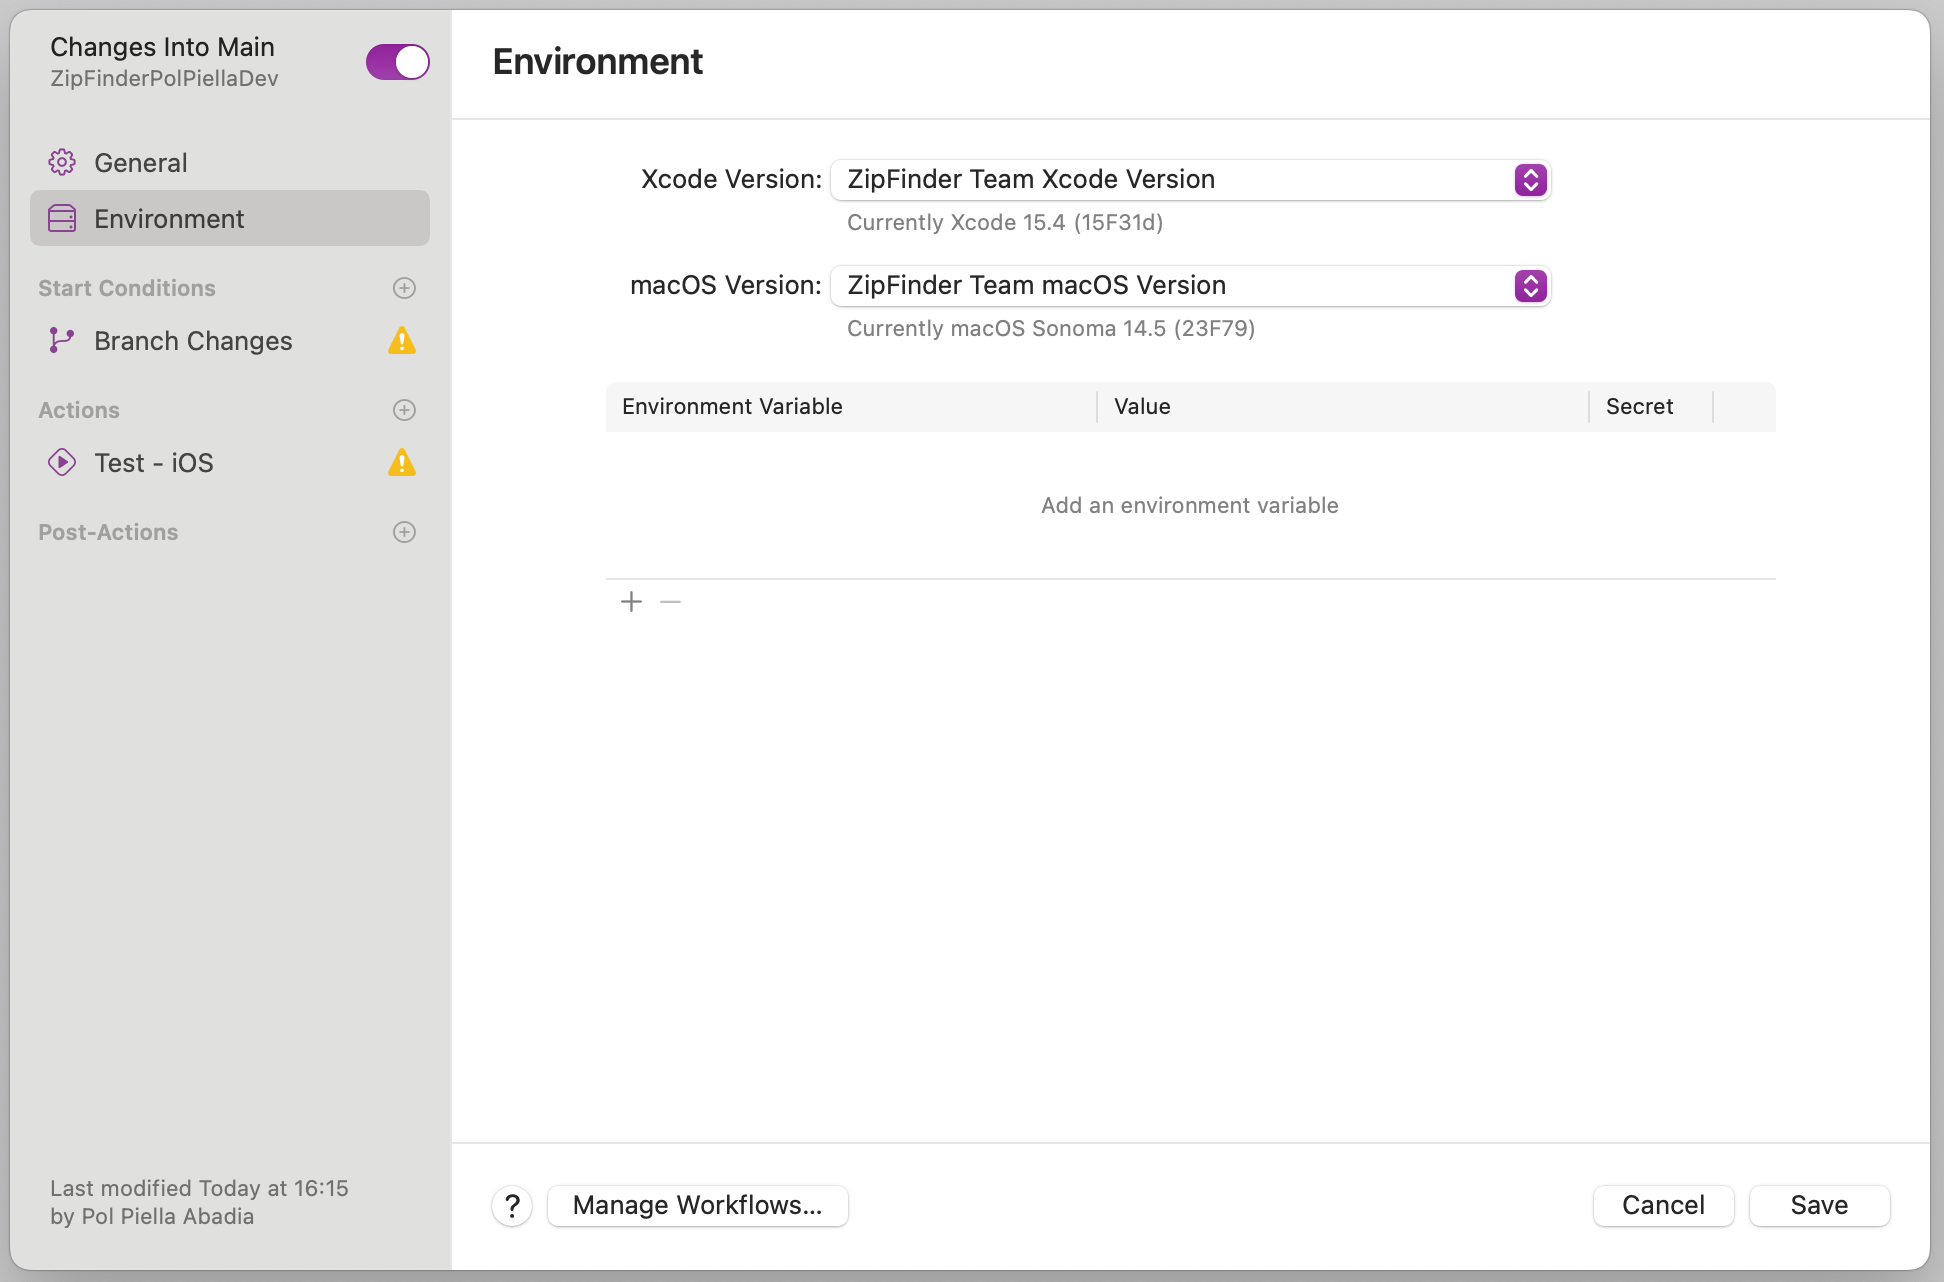 Changes Into Main
ZipFinderPolPiellaDev
General
Environment
Start Conditions
Branch Changes
Actions
Test - iOS
Post-Actions
Last modified Today at 16:15
by Pol Piella Abadia
Environment
Xcode Version: ZipFinder Team Xcode Version
Currently Xcode 15.4 (15F31d)
macOS Version: ZipFinder Team macOS Version
Currently macOS Sonoma 14.5 (23F79)
Environment Variable Value Secret
Add an environment variable
? Manage Workflows... Cancel Save